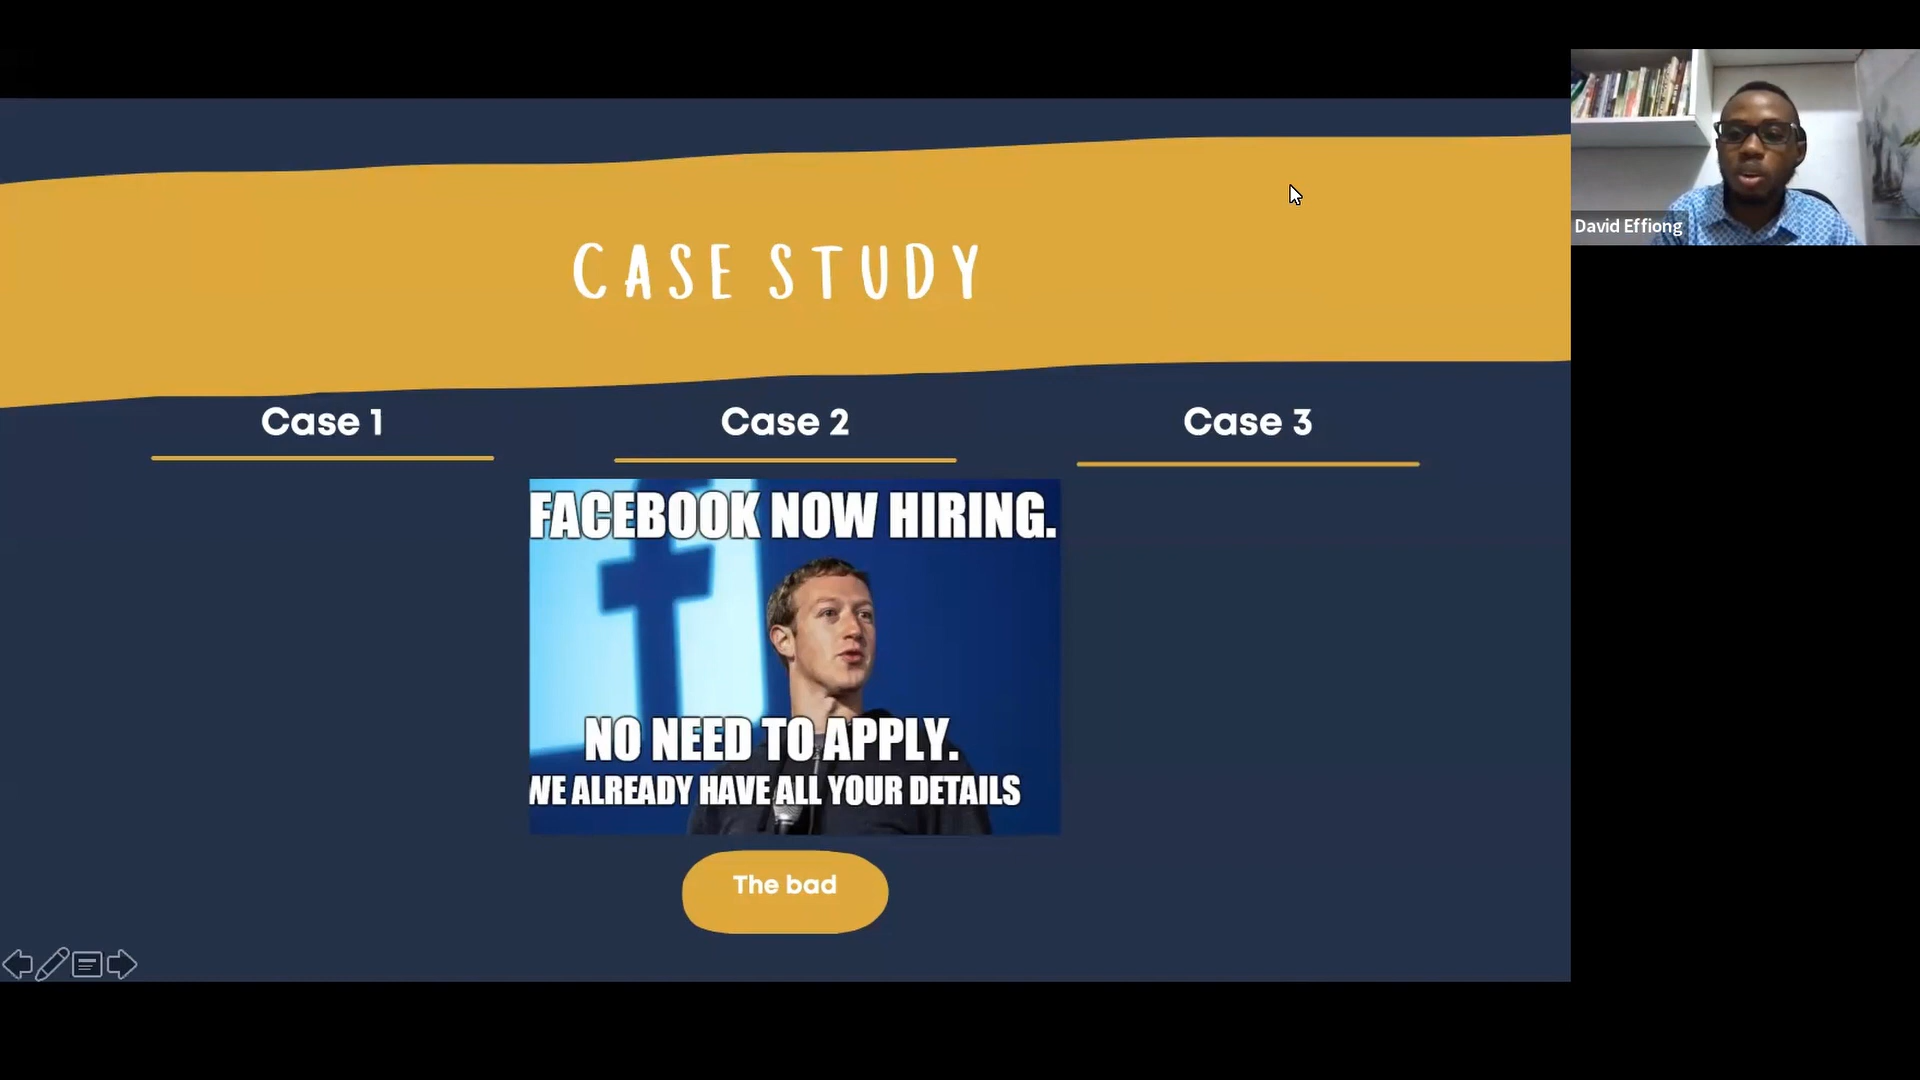 David Effiong
CASE STUDY
Case 1
Case 2
Case 3
FACEBOOK NOW HIRING.
NO NEED TO APPLY.
WE ALREADY HAVE ALL YOUR DETAILS
The bad